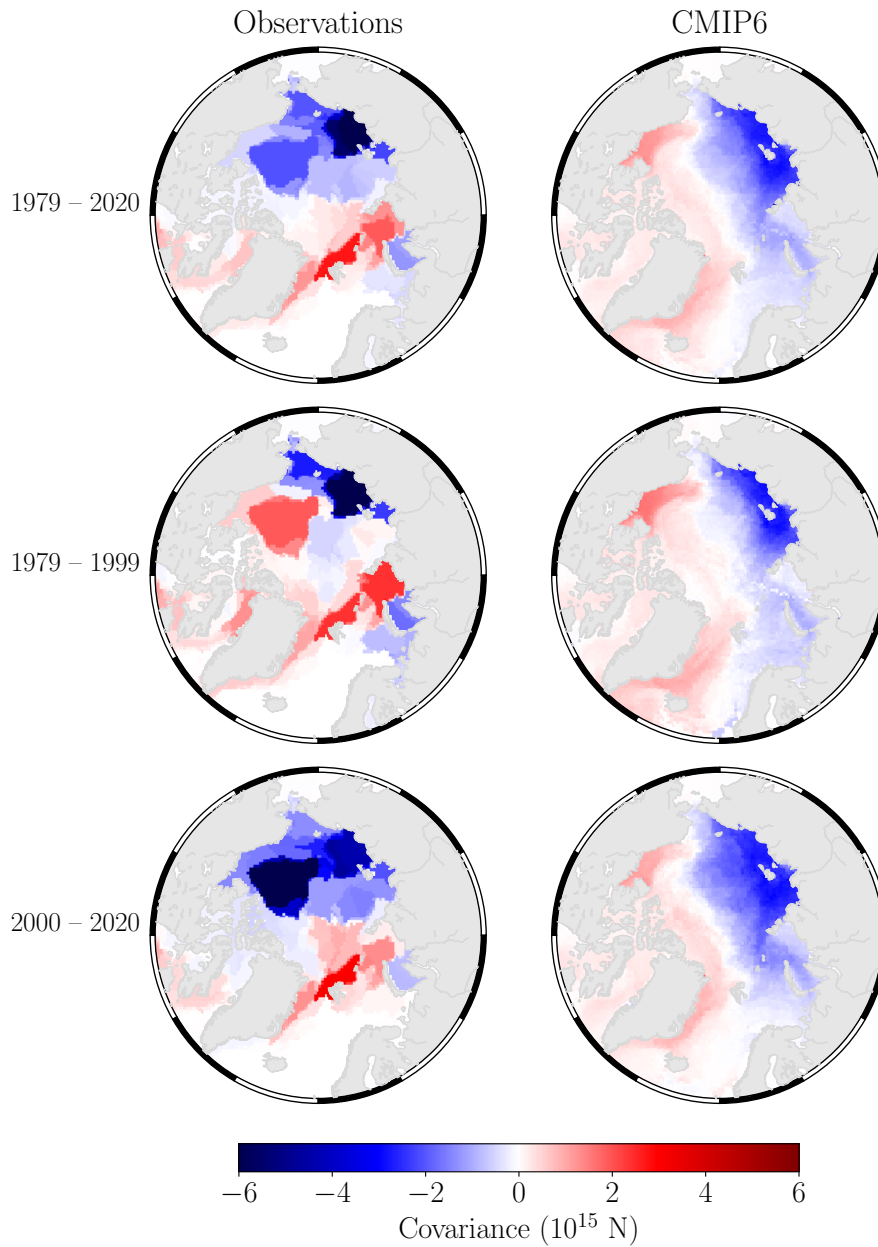 Observations CMIP6
1979 – 2020
1979 – 1999
2000 – 2020
−6 −4 −2 0 2 4 6
Covariance (10¹⁵ N)